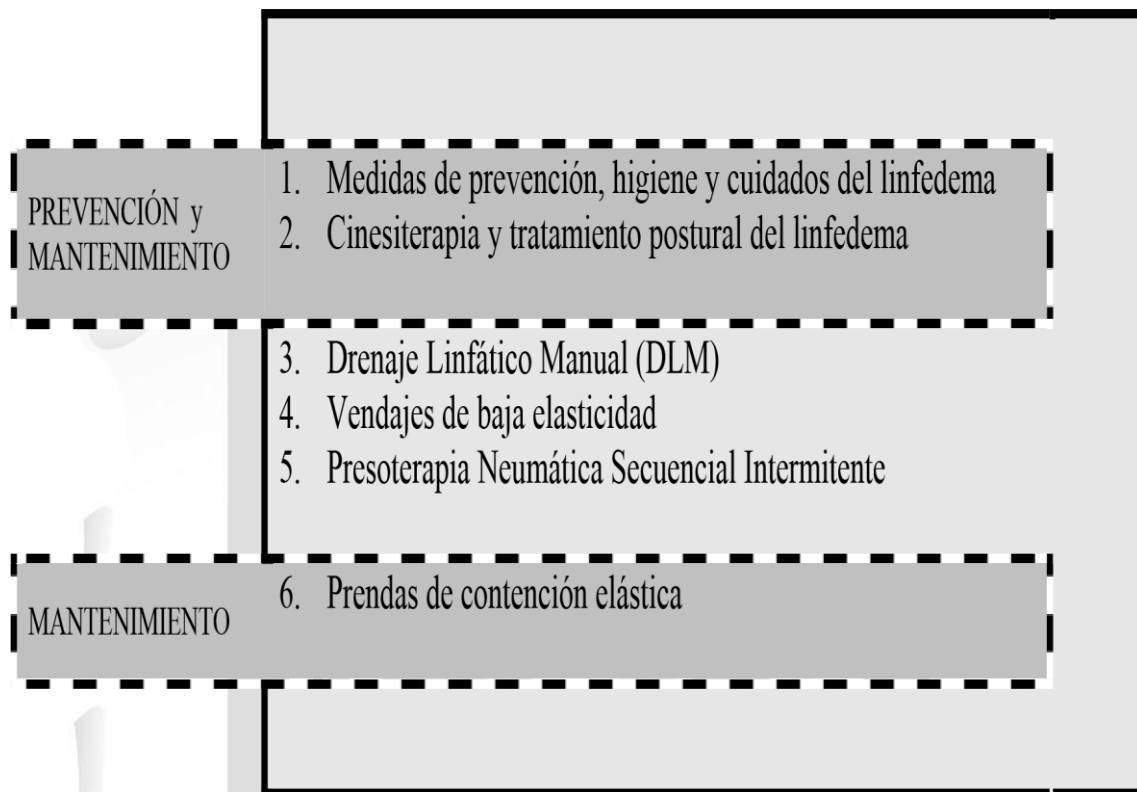 PREVENCIÓN y
MANTENIMIENTO
1. Medidas de prevención, higiene y cuidados del linfedema
2. Cinesiterapia y tratamiento postural del linfedema
3. Drenaje Linfático Manual (DLM)
4. Vendajes de baja elasticidad
5. Presoterapia Neumática Secuencial Intermitente
MANTENIMIENTO
6. Prendas de contención elástica